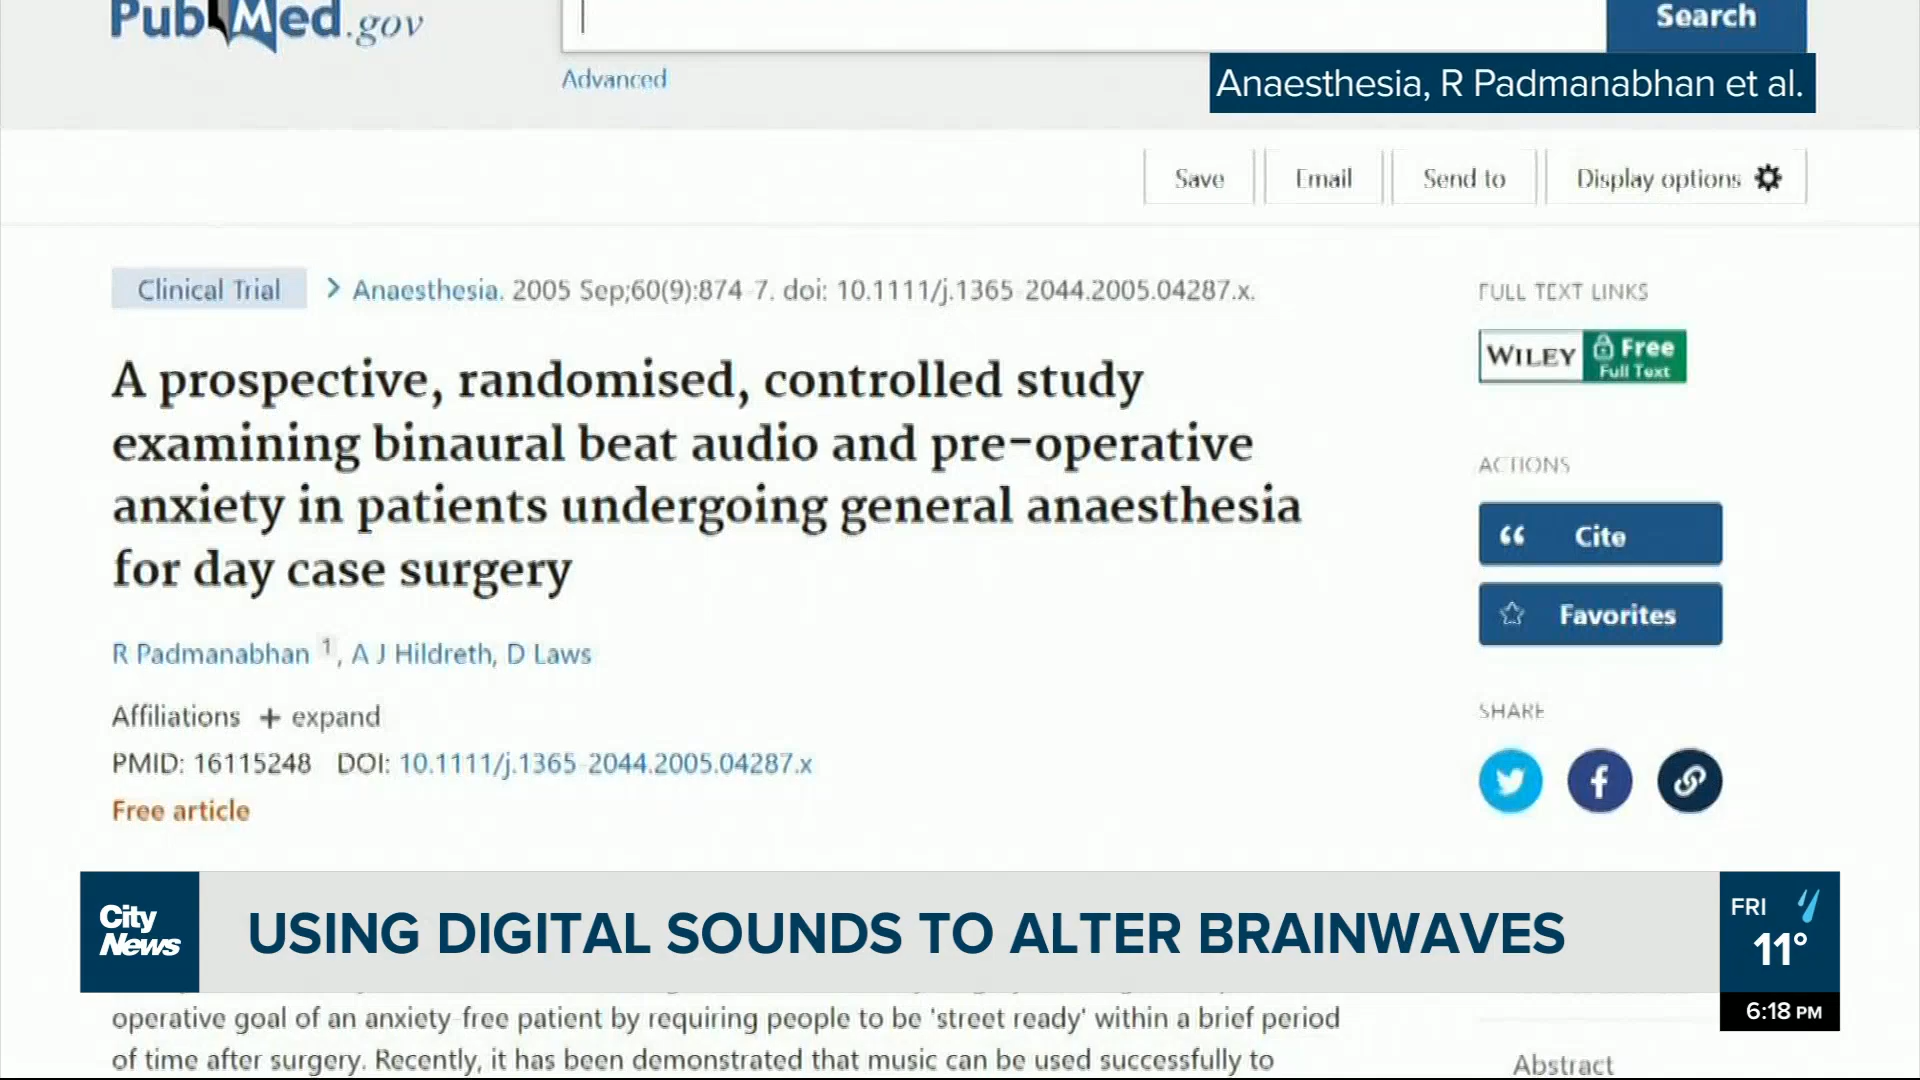 PubMed.gov
Search
Advanced
Anaesthesia, R Padmanabhan et al.
Save
Email
Send to
Display options
Clinical Trial
> Anaesthesia. 2005 Sep;60(9):874-7. doi: 10.1111/j.1365-2044.2005.04287.x.
A prospective, randomised, controlled study
examining binaural beat audio and pre-operative
anxiety in patients undergoing general anaesthesia
for day case surgery
R Padmanabhan 1, A J Hildreth, D Laws
Affiliations + expand
PMID: 16115248 DOI: 10.1111/j.1365-2044.2005.04287.x
Free article
FULL TEXT LINKS
WILEY Free
Full Text
ACTIONS
Cite
Favorites
SHARE
City
News
USING DIGITAL SOUNDS TO ALTER BRAINWAVES
FRI
11°
6:18 PM
operative goal of an anxiety-free patient by requiring people to be 'street ready' within a brief period
of time after surgery. Recently, it has been demonstrated that music can be used successfully to
Abstract